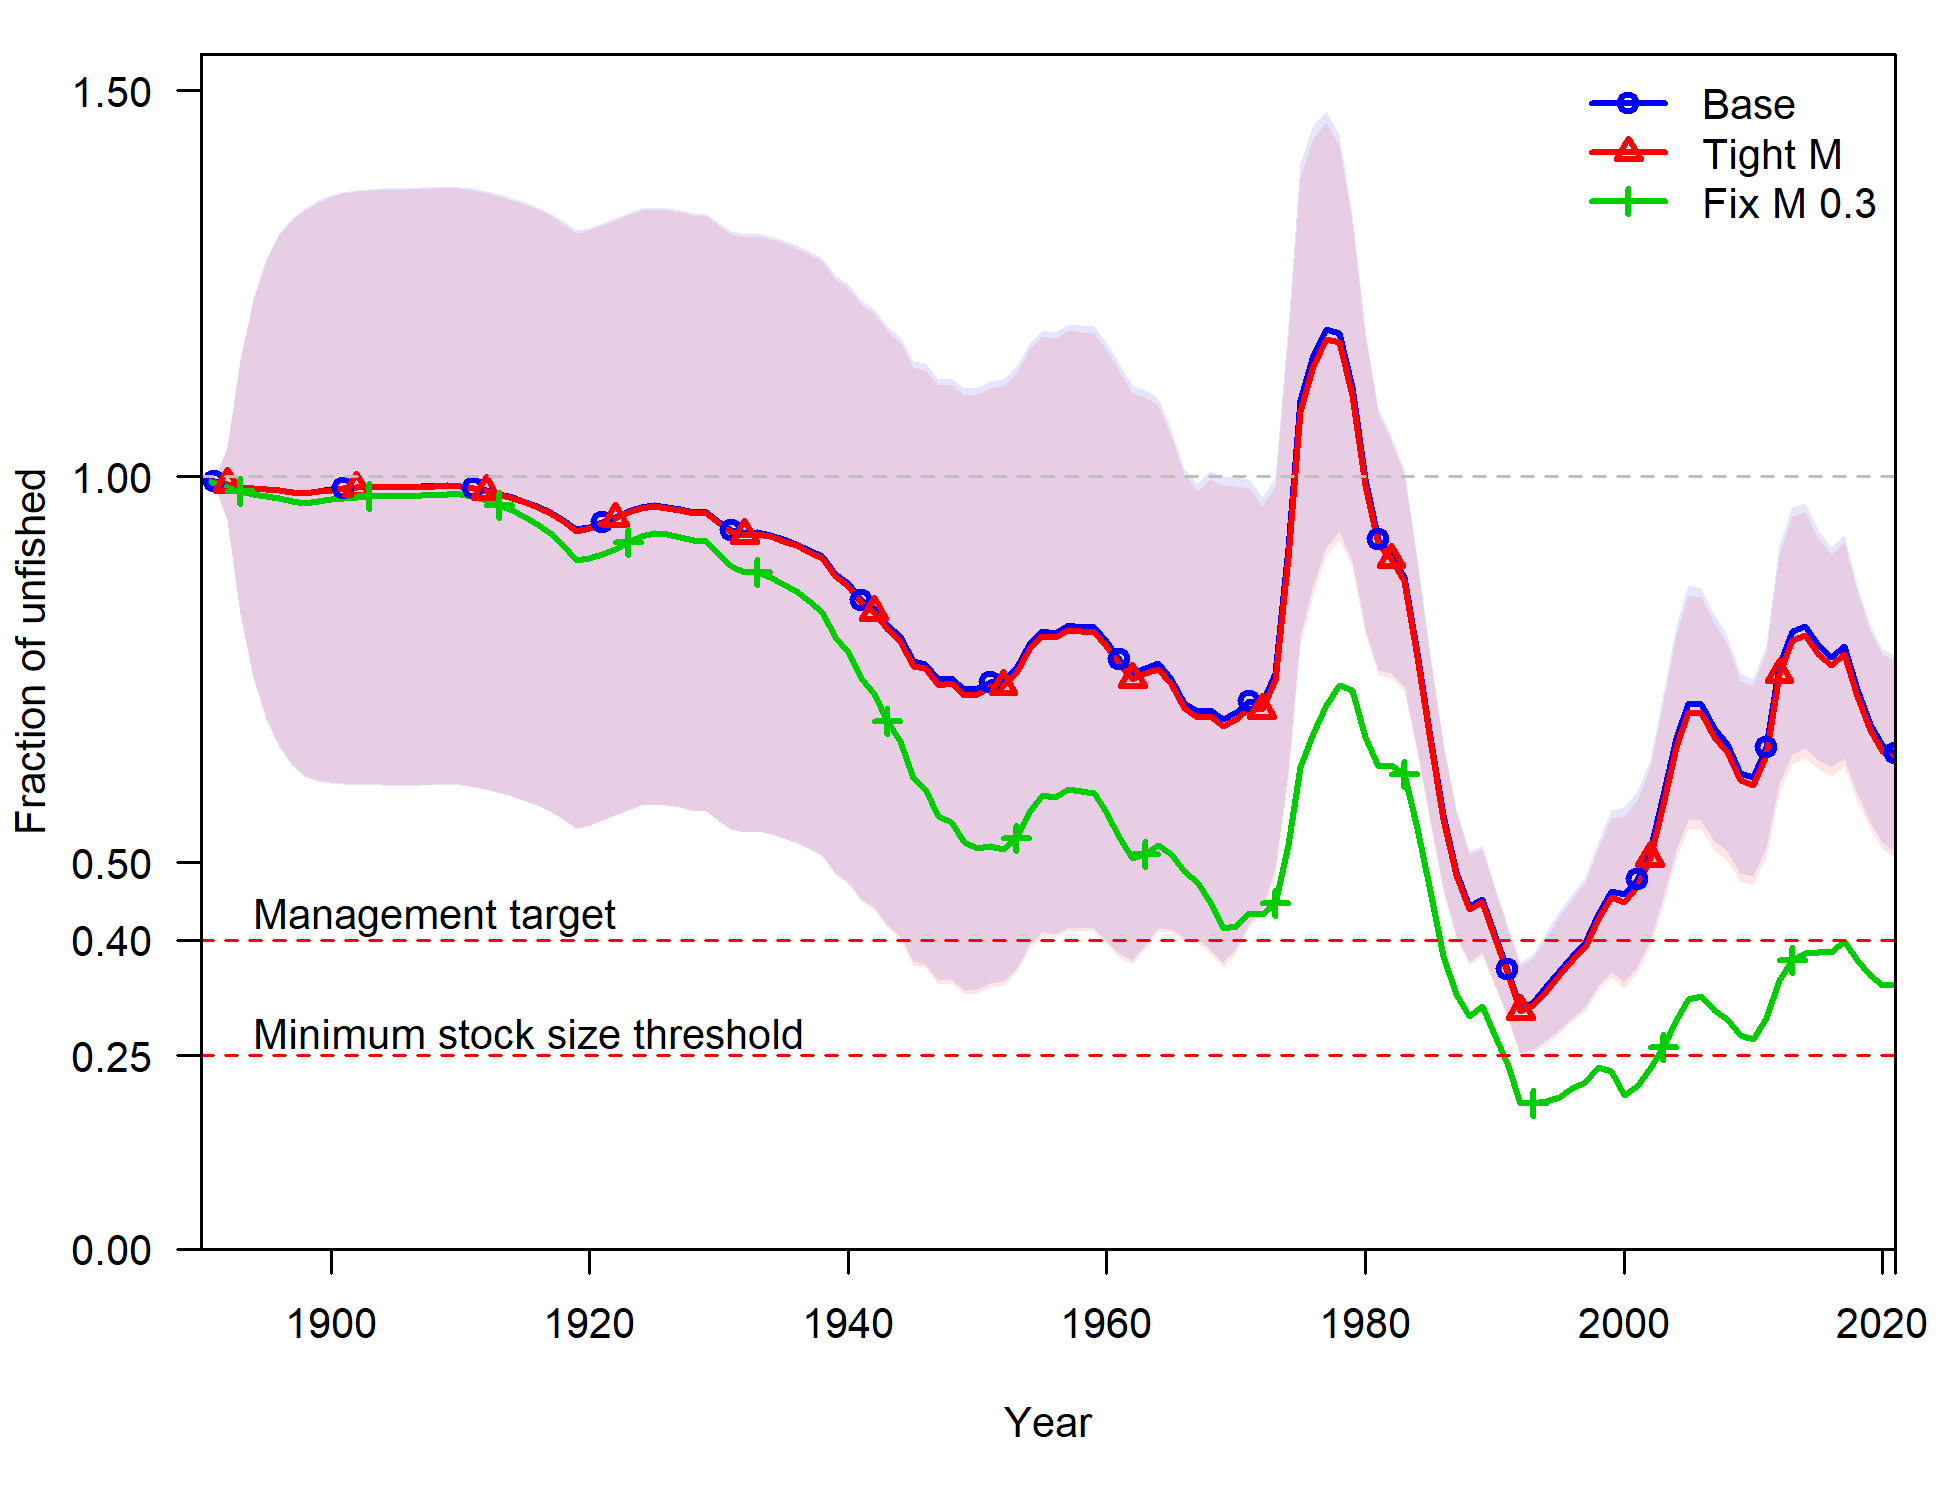 1.50
1.00
0.50
0.40
0.25
0.00
Fraction of unfished
Base
Tight M
Fix M 0.3
Management target
Minimum stock size threshold
1900
1920
1940
1960
1980
2000
2020
Year